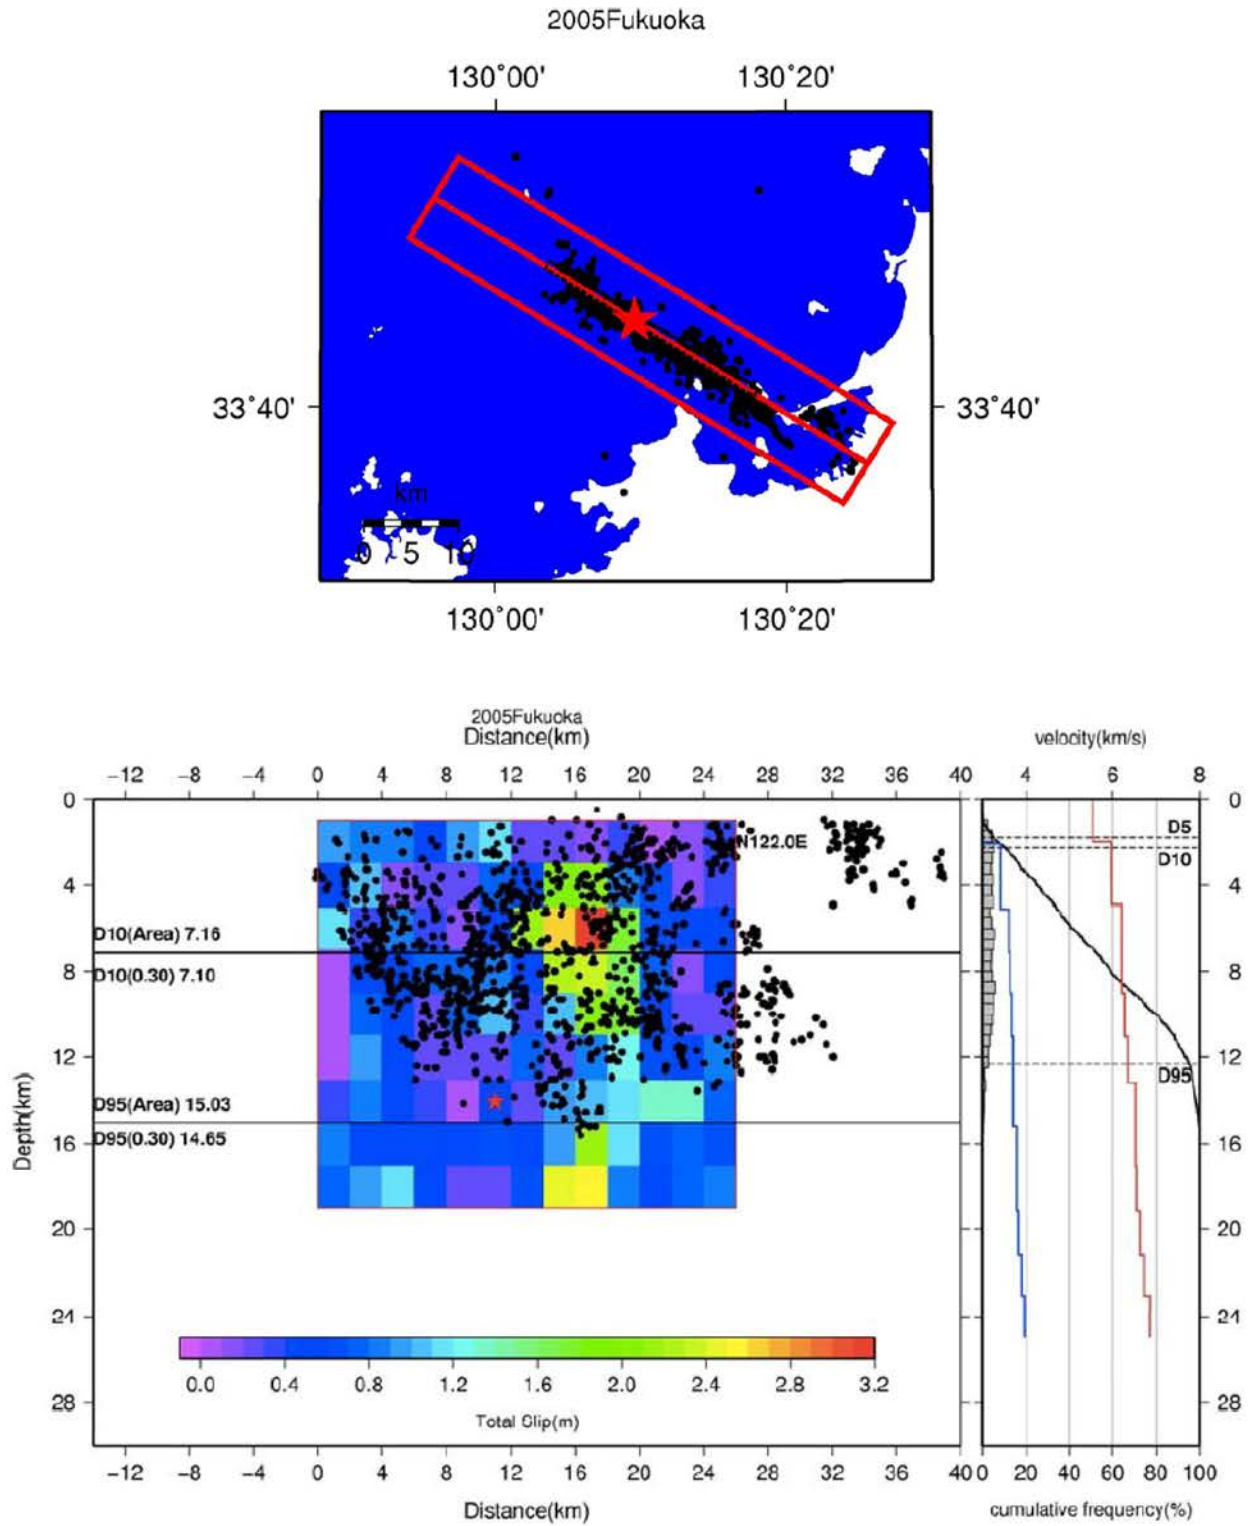 2005Fukuoka
130°00' 130°20'
33°40' 33°40'
km
0 5 10
130°00' 130°20'
2005Fukuoka
Distance(km) velocity(km/s)
−12 −8 −4 0 4 8 12 16 20 24 28 32 36 40 4 6 8
0 0
D5
N122.0E D10
4 4
D10(Area) 7.16
8 D10(0.30) 7.10 8
12 12
D95
D95(Area) 15.03
D95(0.30) 14.65
16 16
Depth(km)
20 20
24 24
0.0 0.4 0.8 1.2 1.6 2.0 2.4 2.8 3.2
28 28
Total Slip(m)
−12 −8 −4 0 4 8 12 16 20 24 28 32 36 40 0 20 40 60 80 100
Distance(km) cumulative frequency(%)